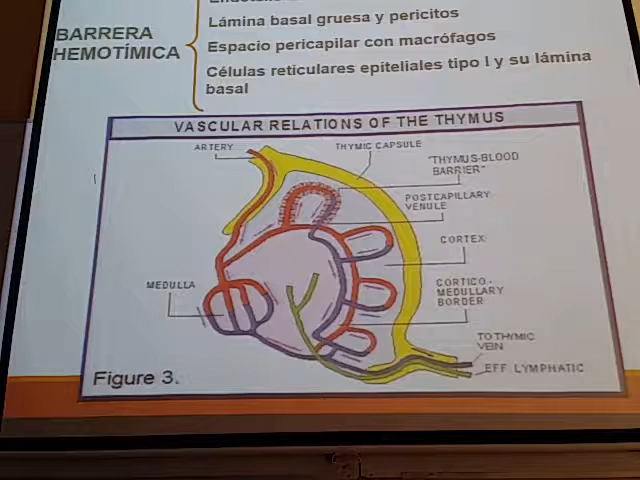 Lámina basal gruesa y pericitos
BARRERA
HEMOTÍMICA
Espacio pericapilar con macrófagos
Células reticulares epiteliales tipo I y su lámina
basal
VASCULAR RELATIONS OF THE THYMUS
ARTERY
THYMIC CAPSULE
"THYMUS-BLOOD
BARRIER"
POSTCAPILLARY
VENULE
CORTEX
MEDULLA
CORTICO-
MEDULLARY
BORDER
TO THYMIC
VEIN
EFF. LYMPHATIC
Figure 3.